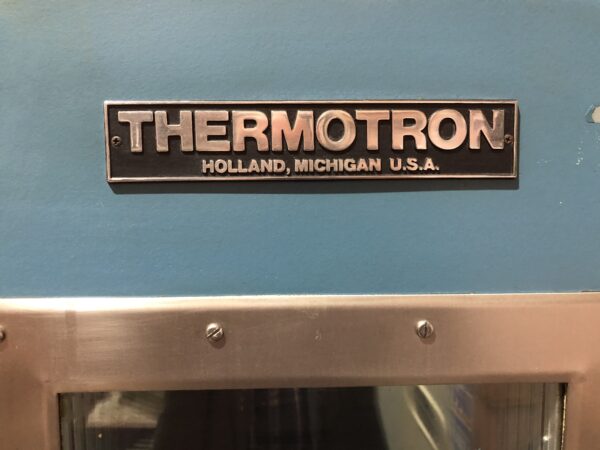 THERMOTRON
HOLLAND, MICHIGAN U.S.A.